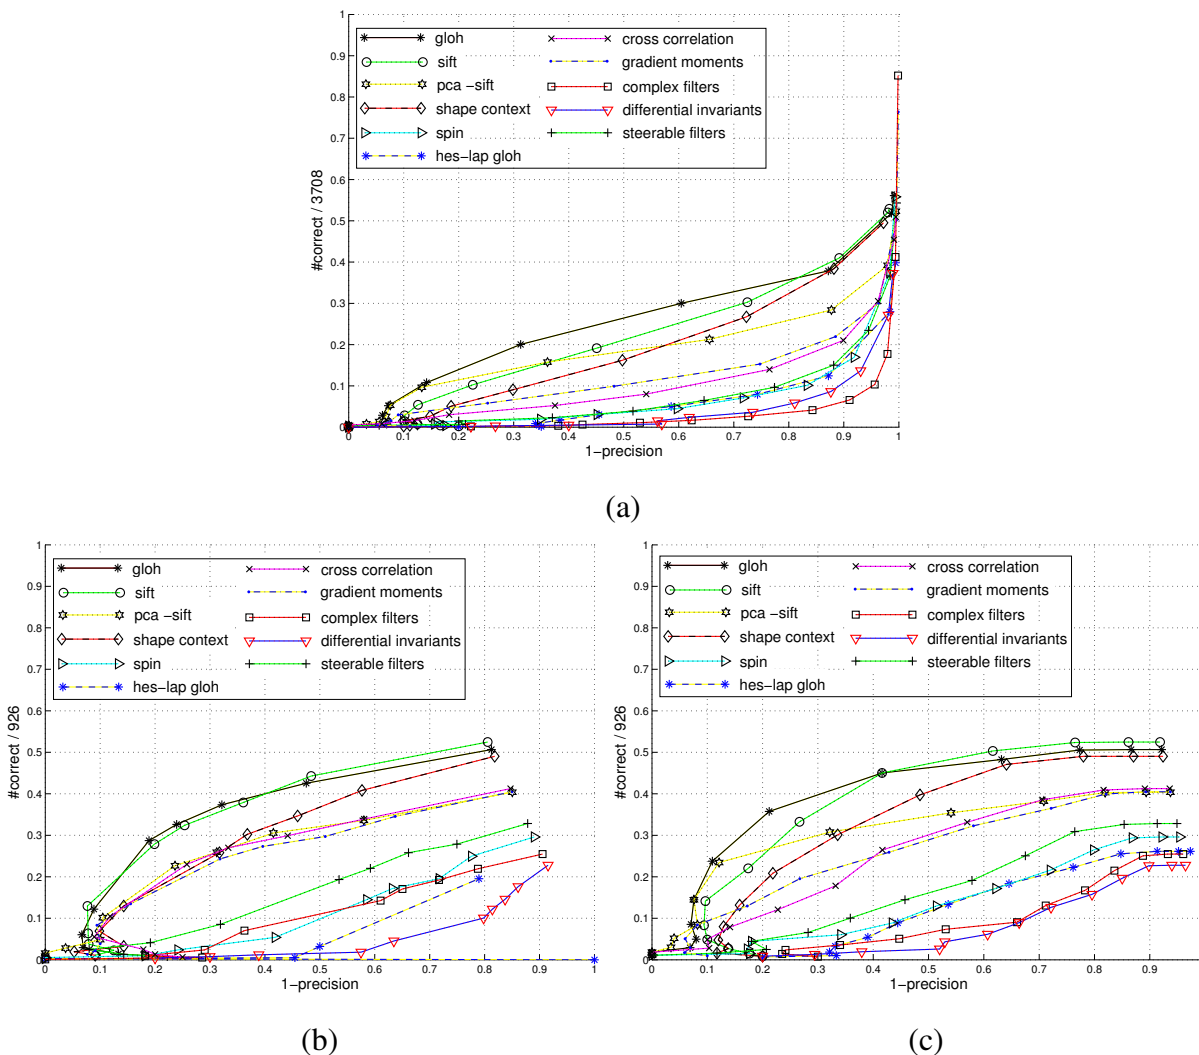 1
0.9
0.8
0.7
0.6
0.5
0.4
0.3
0.2
0.1
0
#correct / 3708
gloh
sift
pca −sift
shape context
spin
hes−lap gloh
cross correlation
gradient moments
complex filters
differential invariants
steerable filters
0 0.1 0.2 0.3 0.4 0.5 0.6 0.7 0.8 0.9 1
1−precision
(a)
1
0.9
0.8
0.7
0.6
0.5
0.4
0.3
0.2
0.1
0
#correct / 926
gloh
sift
pca −sift
shape context
spin
hes−lap gloh
cross correlation
gradient moments
complex filters
differential invariants
steerable filters
0 0.1 0.2 0.3 0.4 0.5 0.6 0.7 0.8 0.9 1
1−precision
(b)
1
0.9
0.8
0.7
0.6
0.5
0.4
0.3
0.2
0.1
0
#correct / 926
gloh
sift
pca −sift
shape context
spin
hes−lap gloh
cross correlation
gradient moments
complex filters
differential invariants
steerable filters
0 0.1 0.2 0.3 0.4 0.5 0.6 0.7 0.8 0.9
1−precision
(c)